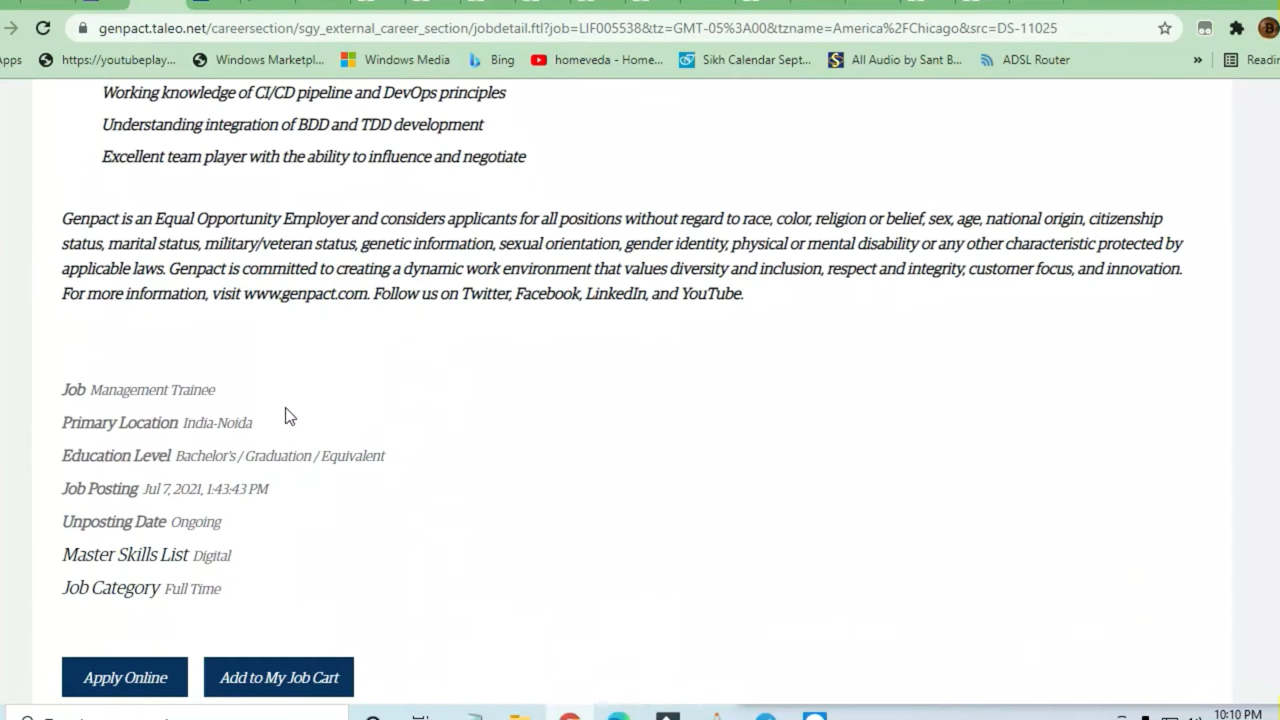 genpact.taleo.net/careersection/sgy_external_career_section/jobdetail.ftl?job=LIF005538&tz=GMT-05%3A00&tzname=America%2FChicago&src=DS-11025
Apps https://youtubeplay... Windows Marketpl... Windows Media Bing homeveda - Home... Sikh Calendar Sept... All Audio by Sant B... ADSL Router »
Working knowledge of CI/CD pipeline and DevOps principles
Understanding integration of BDD and TDD development
Excellent team player with the ability to influence and negotiate
Genpact is an Equal Opportunity Employer and considers applicants for all positions without regard to race, color, religion or belief, sex, age, national origin, citizenship
status, marital status, military/veteran status, genetic information, sexual orientation, gender identity, physical or mental disability or any other characteristic protected by
applicable laws. Genpact is committed to creating a dynamic work environment that values diversity and inclusion, respect and integrity, customer focus, and innovation.
For more information, visit www.genpact.com. Follow us on Twitter, Facebook, LinkedIn, and YouTube.
Job Management Trainee
Primary Location India-Noida
Education Level Bachelor's / Graduation / Equivalent
Job Posting Jul 7, 2021, 1:43:43 PM
Unposting Date Ongoing
Master Skills List Digital
Job Category Full Time
Apply Online Add to My Job Cart
10:10 PM